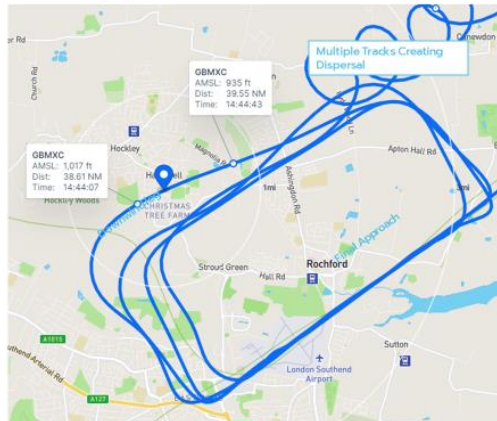 Canewdon
Multiple Tracks Creating
Dispersal
Church Rd
GBMXC
AMSL: 935 ft
Dist: 39.55 NM
Time: 14:44:43
GBMXC
AMSL: 1,017 ft
Dist: 38.61 NM
Time: 14:44:07
Hockley
Apton Hall Rd
Ashingdon Rd
Hockley Woods
CHRISTMAS
TREE FARM
1mi
1mi
Downwind Leg
Final Approach
Stroud Green
Hall Rd
Rochford
Sutton
A1015
Southend Arterial Rd
London Southend
Airport
A127